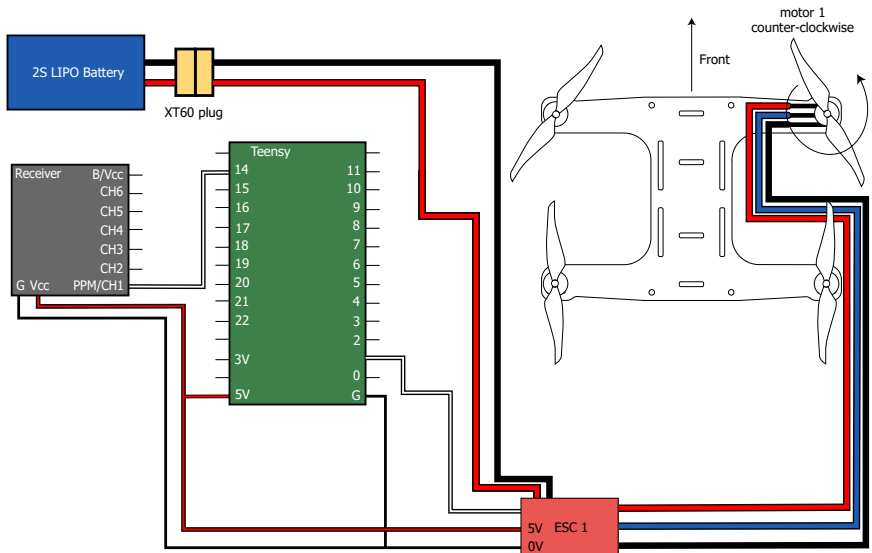 motor 1
counter-clockwise
Front
2S LIPO Battery
XT60 plug
Receiver
B/Vcc
CH6
CH5
CH4
CH3
CH2
G Vcc PPM/CH1
Teensy
14 11
15 10
16 9
17 8
18 7
19 6
20 5
21 4
22 3
2
3V
0
5V G
5V ESC 1
0V